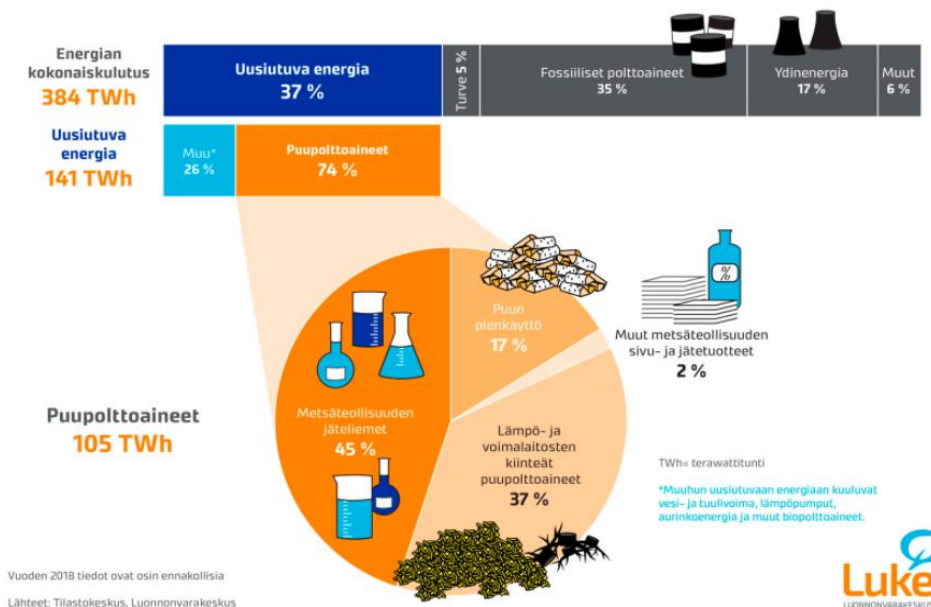 Energian
kokonaiskulutus
384 TWh
Uusiutuva energia
37 %
Turve 5 %
Fossiiliset polttoaineet
35 %
Ydinenergia
17 %
Muut
6 %
Uusiutuva
energia
141 TWh
Muu*
26 %
Puupolttoaineet
74 %
Puun
pienkäyttö
17 %
%
Muut metsäteollisuuden
sivu- ja jätetuotteet
2 %
Metsäteollisuuden
jäteliemet
45 %
Lämpö- ja
voimalaitosten
kiinteät
puupolttoaineet
37 %
Puupolttoaineet
105 TWh
TWh= terawattitunti
*Muuhun uusiutuvaan energiaan kuuluvat
vesi- ja tuulivoima, lämpöpumput,
aurinkoenergia ja muut biopolttoaineet.
Vuoden 2018 tiedot ovat osin ennakollisia
Lähteet: Tilastokeskus, Luonnonvarakeskus
Luke
LUONNONVARAKESKUS